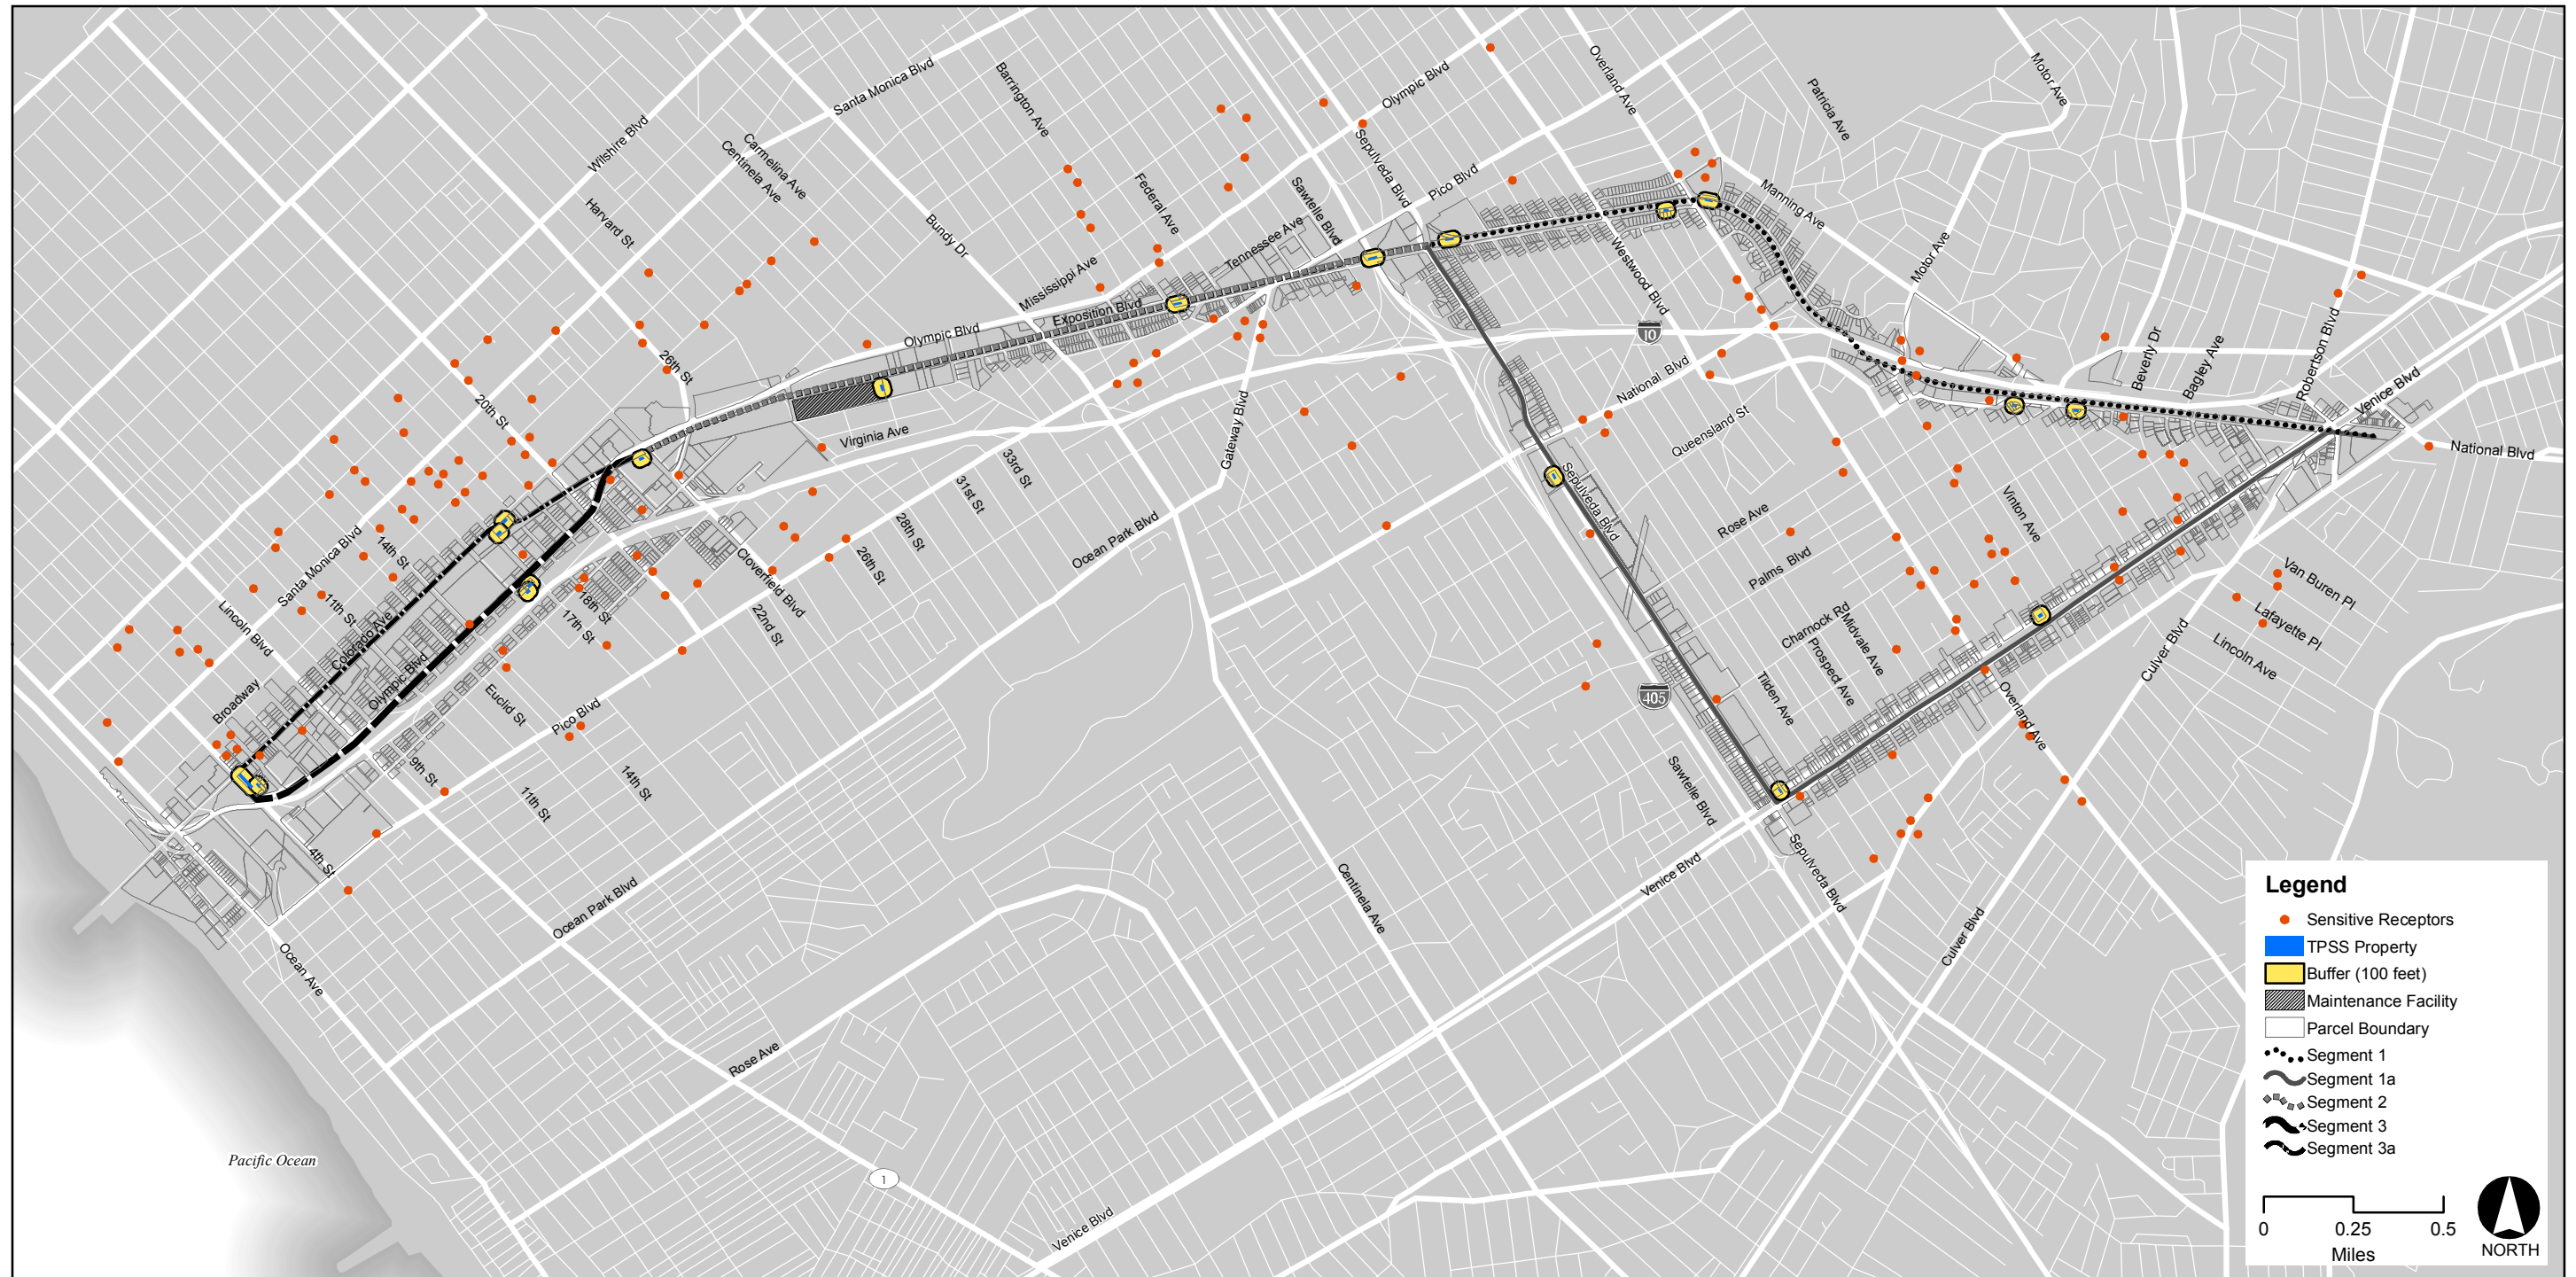 Santa Monica Blvd
Barrington Ave
Olympic Blvd
Overland Ave
Motor Ave
Patricia Ave
Wilshire Blvd
Carmelina Ave
Centinela Ave
Sepulveda Blvd
Pico Blvd
Federal Ave
Sawtelle Blvd
Manning Ave
Harvard St
Bundy Dr
Tennessee Ave
Westwood Blvd
Motor Ave
Mississippi Ave
Exposition Blvd
Olympic Blvd
10
26th St
National Blvd
Beverly Dr
Bagley Ave
Robertson Blvd
Venice Blvd
20th St
Virginia Ave
33rd St
Gateway Blvd
Queensland St
National Blvd
31st St
Sepulveda Blvd
Vinton Ave
Rose Ave
28th St
Santa Monica Blvd
14th St
Ocean Park Blvd
26th St
Cloverfield Blvd
Palms Blvd
Van Buren Pl
Lincoln Blvd
11th St
18th St
17th St
22nd St
Charnock Rd
Midvale Ave
Prospect Ave
Lafayette Pl
Lincoln Ave
Culver Blvd
Colorado Ave
Olympic Blvd
Broadway
Euclid St
Pico Blvd
405
Tilden Ave
Overland Ave
9th St
11th St
14th St
Sawtelle Blvd
4th St
Sepulveda Blvd
Venice Blvd
Centinela Ave
Ocean Park Blvd
Culver Blvd
Ocean Ave
Rose Ave
Pacific Ocean
1
Venice Blvd
Legend
Sensitive Receptors
TPSS Property
Buffer (100 feet)
Maintenance Facility
Parcel Boundary
Segment 1
Segment 1a
Segment 2
Segment 3
Segment 3a
0 0.25 0.5
Miles
NORTH